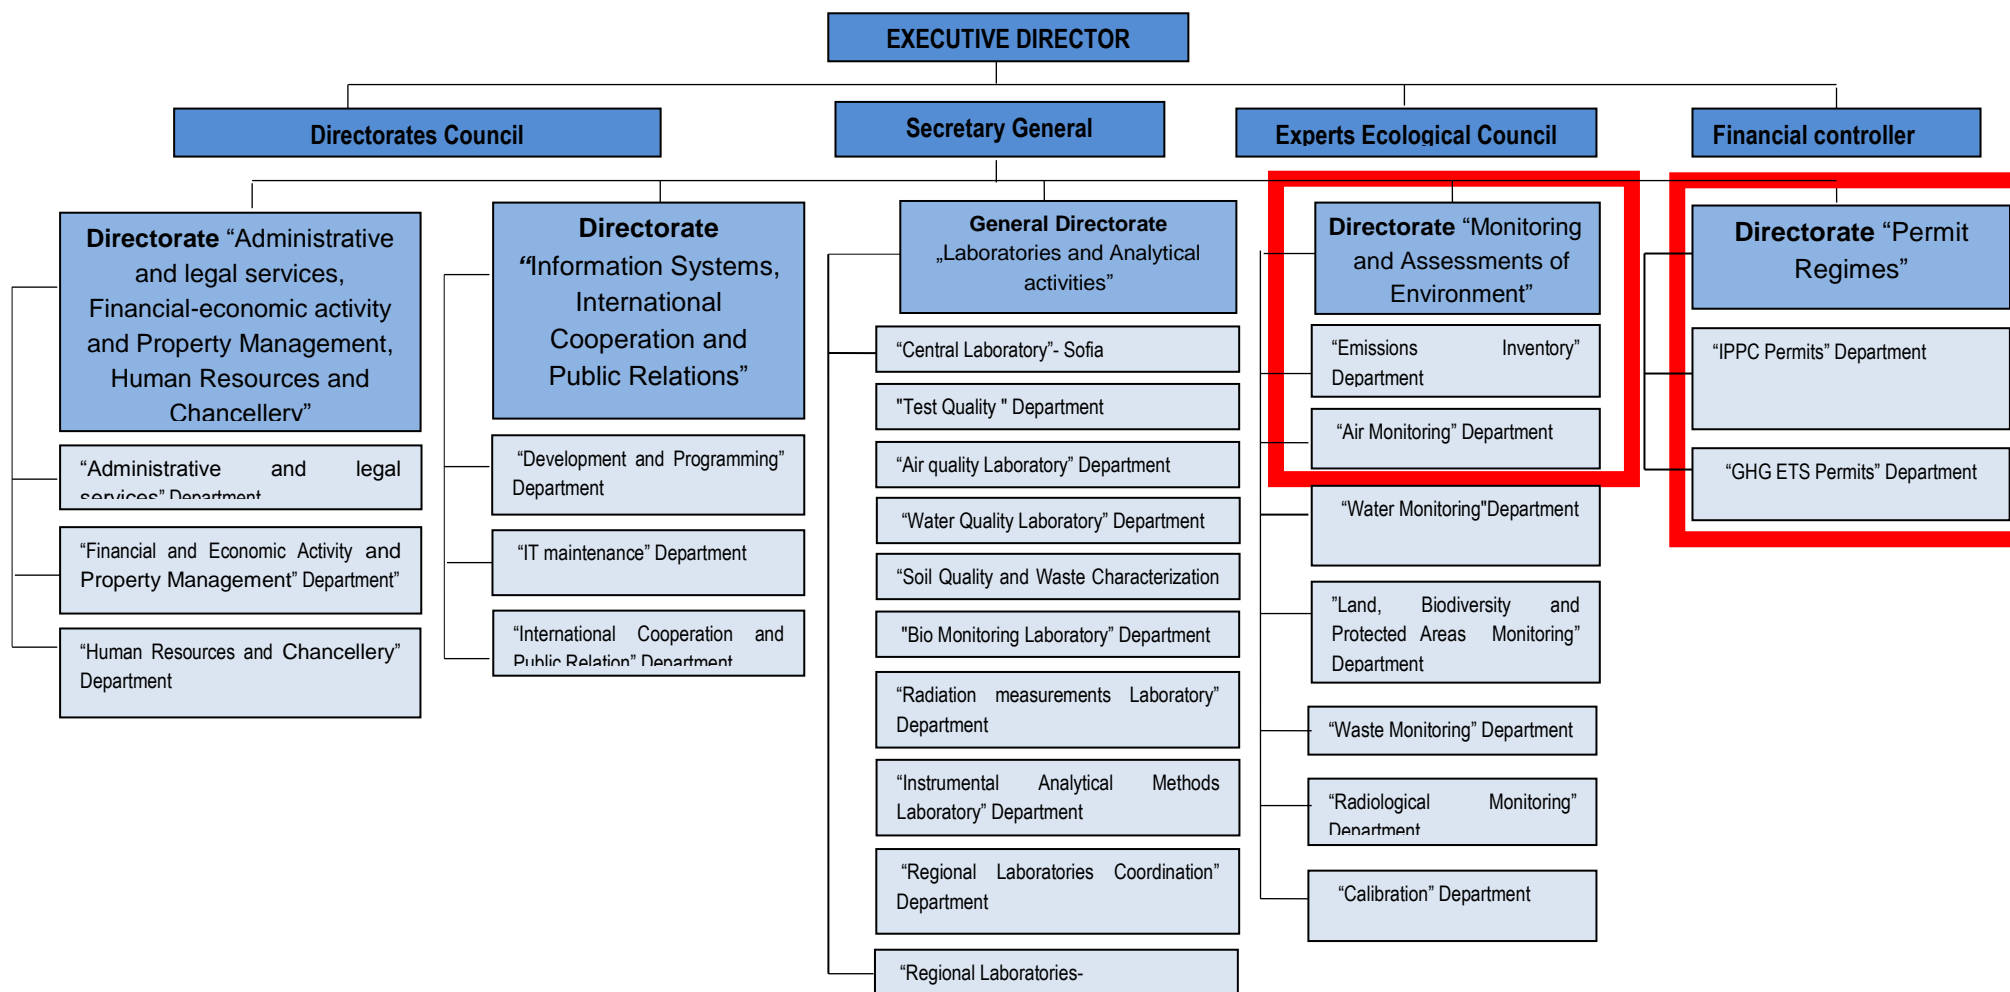 EXECUTIVE DIRECTOR
Directorates Council
Secretary General
Experts Ecological Council
Financial controller
Directorate “Administrative
and legal services,
Financial-economic activity
and Property Management,
Human Resources and
Chancellery”
“Administrative and legal
services” Department
“Financial and Economic Activity and
Property Management” Department”
“Human Resources and Chancellery”
Department
Directorate
“Information Systems,
International
Cooperation and
Public Relations”
“Development and Programming”
Department
“IT maintenance” Department
“International Cooperation and
Public Relation” Department
General Directorate
„Laboratories and Analytical
activities”
“Central Laboratory”- Sofia
"Test Quality " Department
“Air quality Laboratory” Department
“Water Quality Laboratory” Department
“Soil Quality and Waste Characterization
"Bio Monitoring Laboratory” Department
“Radiation measurements Laboratory”
Department
“Instrumental Analytical Methods
Laboratory” Department
“Regional Laboratories Coordination”
Department
“Regional Laboratories-
Directorate “Monitoring
and Assessments of
Environment”
“Emissions Inventory”
Department
“Air Monitoring” Department
“Water Monitoring"Department
”Land, Biodiversity and
Protected Areas Monitoring”
Department
“Waste Monitoring” Department
“Radiological Monitoring”
Department
“Calibration” Department
Directorate “Permit
Regimes”
“IPPC Permits” Department
“GHG ETS Permits” Department